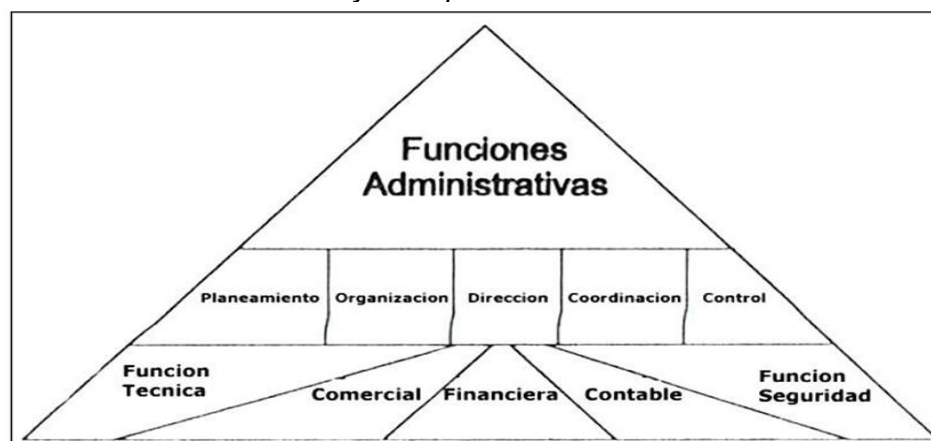 Funciones
Administrativas
Planeamiento Organizacion Direccion Coordinacion Control
Funcion
Tecnica
Comercial Financiera Contable
Funcion
Seguridad